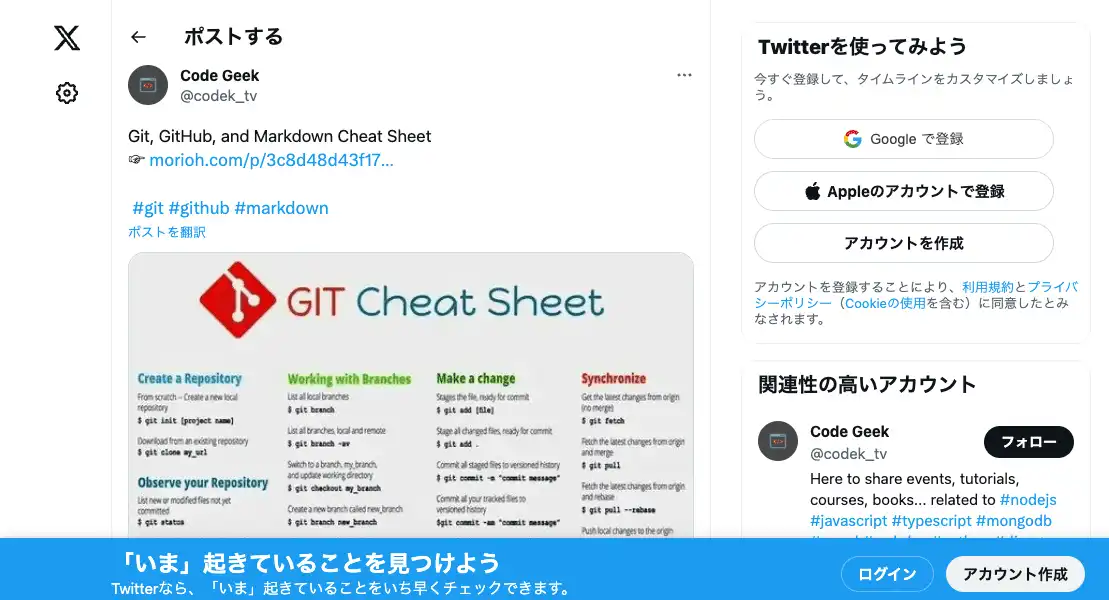 ポストする
Code Geek
@codek_tv
Git, GitHub, and Markdown Cheat Sheet
☞ morioh.com/p/3c8d48d43f17...
#git #github #markdown
ポストを翻訳
GIT Cheat Sheet
Create a Repository
From scratch -- Create a new local
repository
$ git init [project name]
Download from an existing repository
$ git clone my_url
Observe your Repository
List new or modified files not yet
committed
$ git status
Working with Branches
List all local branches
$ git branch
List all branches, local and remote
$ git branch -av
Switch to a branch, my_branch,
and update working directory
$ git checkout my_branch
Create a new branch called new_branch
$ git branch new_branch
Make a change
Stages the file, ready for commit
$ git add [file]
Stage all changed files, ready for commit
$ git add .
Commit all staged files to versioned history
$ git commit -m "commit message"
Commit all your tracked files to
versioned history
$git commit -am "commit message"
Synchronize
Get the latest changes from origin
(no merge)
$ git fetch
Fetch the latest changes from origin
and merge
$ git pull
Fetch the latest changes from origin
and rebase
$ git pull --rebase
Push local changes to the origin
Twitterを使ってみよう
今すぐ登録して、タイムラインをカスタマイズしましょ
う。
Google で登録
Appleのアカウントで登録
アカウントを作成
アカウントを登録することにより、利用規約とプライバ
シーポリシー（Cookieの使用を含む）に同意したとみ
なされます。
関連性の高いアカウント
Code Geek
@codek_tv
フォロー
Here to share events, tutorials,
courses, books... related to #nodejs
#javascript #typescript #mongodb
「いま」起きていることを見つけよう
Twitterなら、「いま」起きていることをいち早くチェックできます。
ログイン
アカウント作成